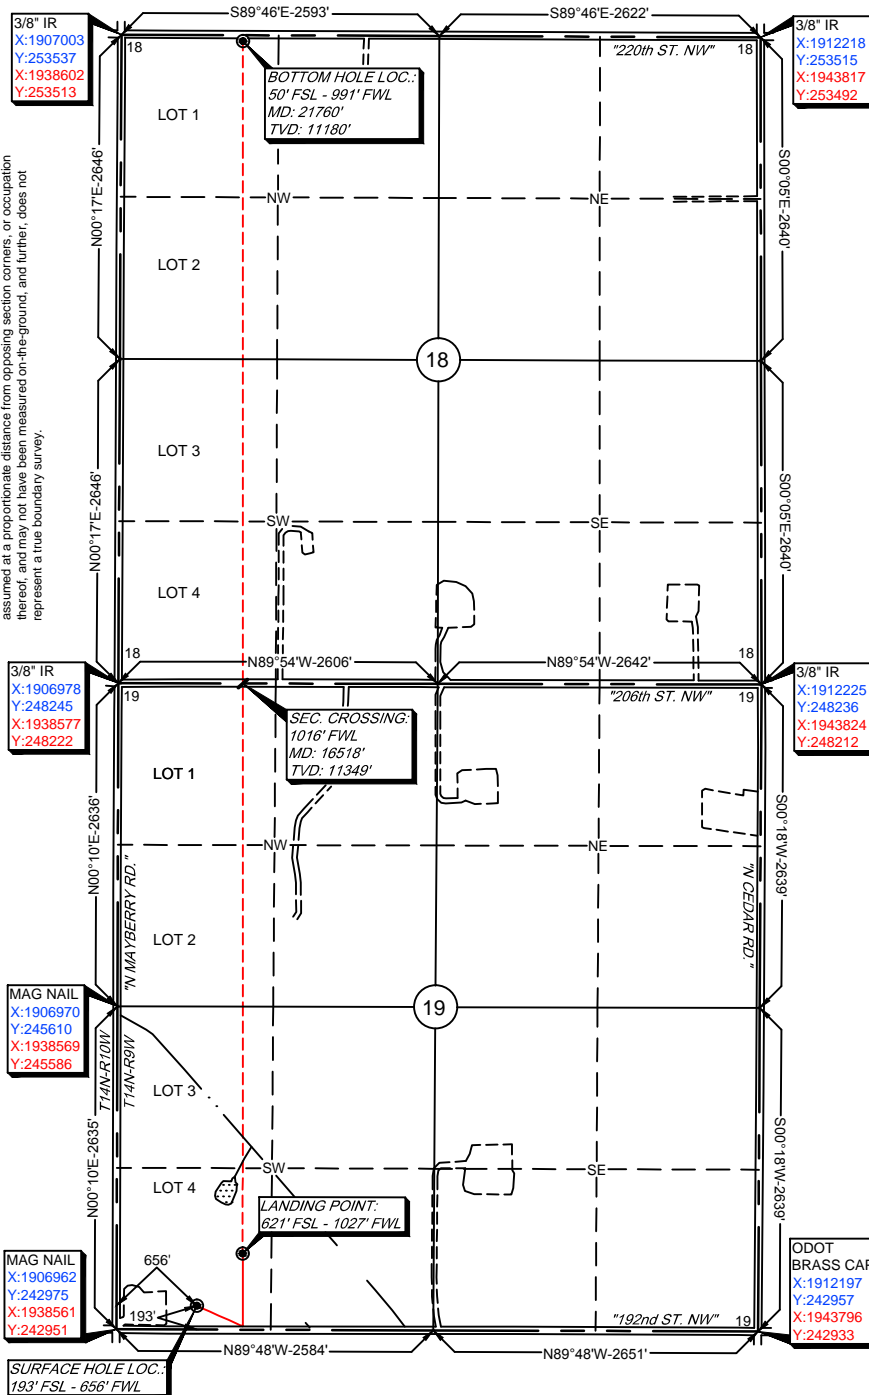 S89°46'E-2593'
S89°46'E-2622'
3/8" IR
X:1907003
Y:253537
X:1938602
Y:253513
3/8" IR
X:1912218
Y:253515
X:1943817
Y:253492
18
"220th ST. NW"
18
BOTTOM HOLE LOC.:
50' FSL - 991' FWL
MD: 21760'
TVD: 11180'
LOT 1
assumed at a proportionate distance from opposing section corners, or occupation
thereof, and may not have been measured on-the-ground, and further, does not
represent a true boundary survey.
N00°17'E-2646'
S00°05'E-2640'
NW
NE
LOT 2
18
LOT 3
N00°17'E-2646'
S00°05'E-2640'
SW
SE
LOT 4
18
N89°54'W-2606'
N89°54'W-2642'
18
3/8" IR
X:1906978
Y:248245
X:1938577
Y:248222
3/8" IR
X:1912225
Y:248236
X:1943824
Y:248212
19
"206th ST. NW"
19
SEC. CROSSING:
1016' FWL
MD: 16518'
TVD: 11349'
LOT 1
N00°10'E-2636'
S00°18'W-2639'
NW
NE
"N MAYBERRY RD."
"N CEDAR RD."
LOT 2
MAG NAIL
X:1906970
Y:245610
X:1938569
Y:245586
19
T14N-R10W
T14N-R9W
LOT 3
N00°10'E-2635'
S00°18'W-2639'
SW
SE
LOT 4
LANDING POINT:
621' FSL - 1027' FWL
MAG NAIL
X:1906962
Y:242975
X:1938561
Y:242951
656'
193'
ODOT
BRASS CAP
X:1912197
Y:242957
X:1943796
Y:242933
"192nd ST. NW"
19
N89°48'W-2584'
N89°48'W-2651'
SURFACE HOLE LOC.:
193' FSL - 656' FWL